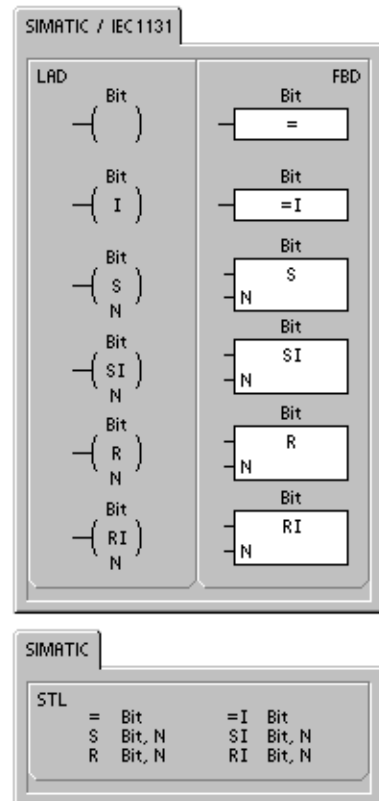 SIMATIC / IEC1131
LAD FBD
Bit Bit
( ) =
Bit Bit
( I ) =I
Bit Bit
( S ) S
N N
Bit Bit
( SI ) SI
N N
Bit Bit
( R ) R
N N
Bit Bit
( RI ) RI
N N
SIMATIC
STL
= Bit =I Bit
S Bit, N SI Bit, N
R Bit, N RI Bit, N